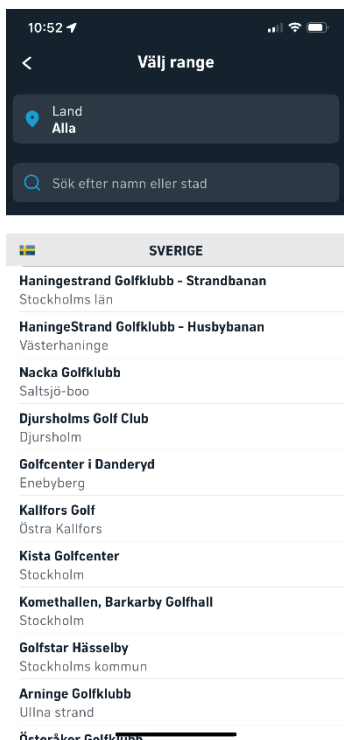 10:52
Välj range
Land
Alla
Sök efter namn eller stad
SVERIGE
Haningestrand Golfklubb - Strandbanan
Stockholms län
HaningeStrand Golfklubb - Husbybanan
Västerhaninge
Nacka Golfklubb
Saltsjö-boo
Djursholms Golf Club
Djursholm
Golfcenter i Danderyd
Enebyberg
Kallfors Golf
Östra Kallfors
Kista Golfcenter
Stockholm
Komethallen, Barkarby Golfhall
Stockholm
Golfstar Hässelby
Stockholms kommun
Arninge Golfklubb
Ullna strand
Österåker Golfklubb